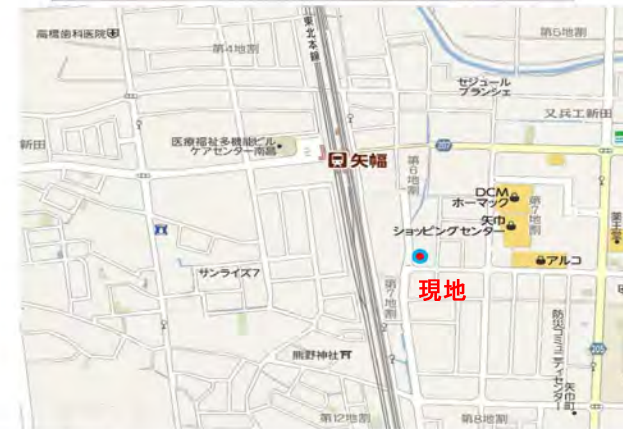 高橋歯科医院
東北本線
第4地割
第5地割
セジュール
ブランシェ
又兵エ新田
新田
医療福祉多機能ビル
ケアセンター南昌
矢幅
207
第6地割
DCM
ホーマック
矢巾
ショッピングセンター
第7地割
薬王堂
サンライズ7
アルコ
現地
第7地割
防災コミュニティセンター
矢巾町
205
熊野神社
第12地割
第8地割